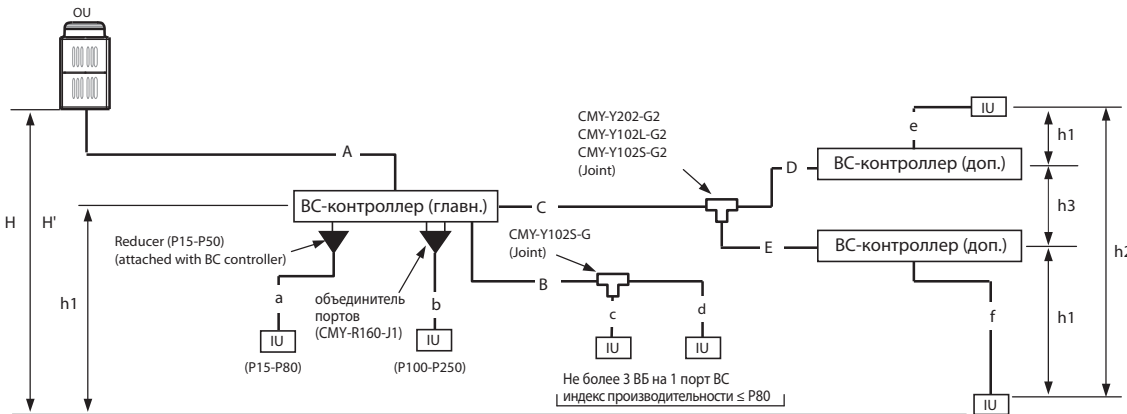 OU
CMY-Y202-G2
CMY-Y102L-G2
CMY-Y102S-G2
(Joint)
IU
e
h1
A
D
ВС-контроллер (доп.)
H
H'
ВС-контроллер (главн.)
C
h3
h2
Reducer (P15-P50)
(attached with BC controller)
CMY-Y102S-G
(Joint)
E
ВС-контроллер (доп.)
h1
a
объединитель
портов
(CMY-R160-J1)
b
B
c
d
f
h1
IU
(P15-P80)
IU
(P100-P250)
IU
IU
Не более 3 ВБ на 1 порт ВС
индекс производительности ≤ P80
IU